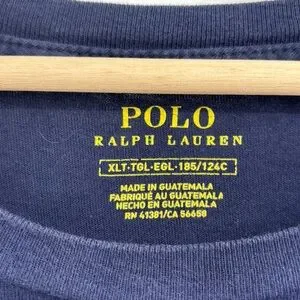 POLO
RALPH LAUREN
XLT·TGL·EGL·185/124C
MADE IN GUATEMALA
FABRIQUÉ AU GUATEMALA
HECHO EN GUATEMALA
RN 41381/CA 56650